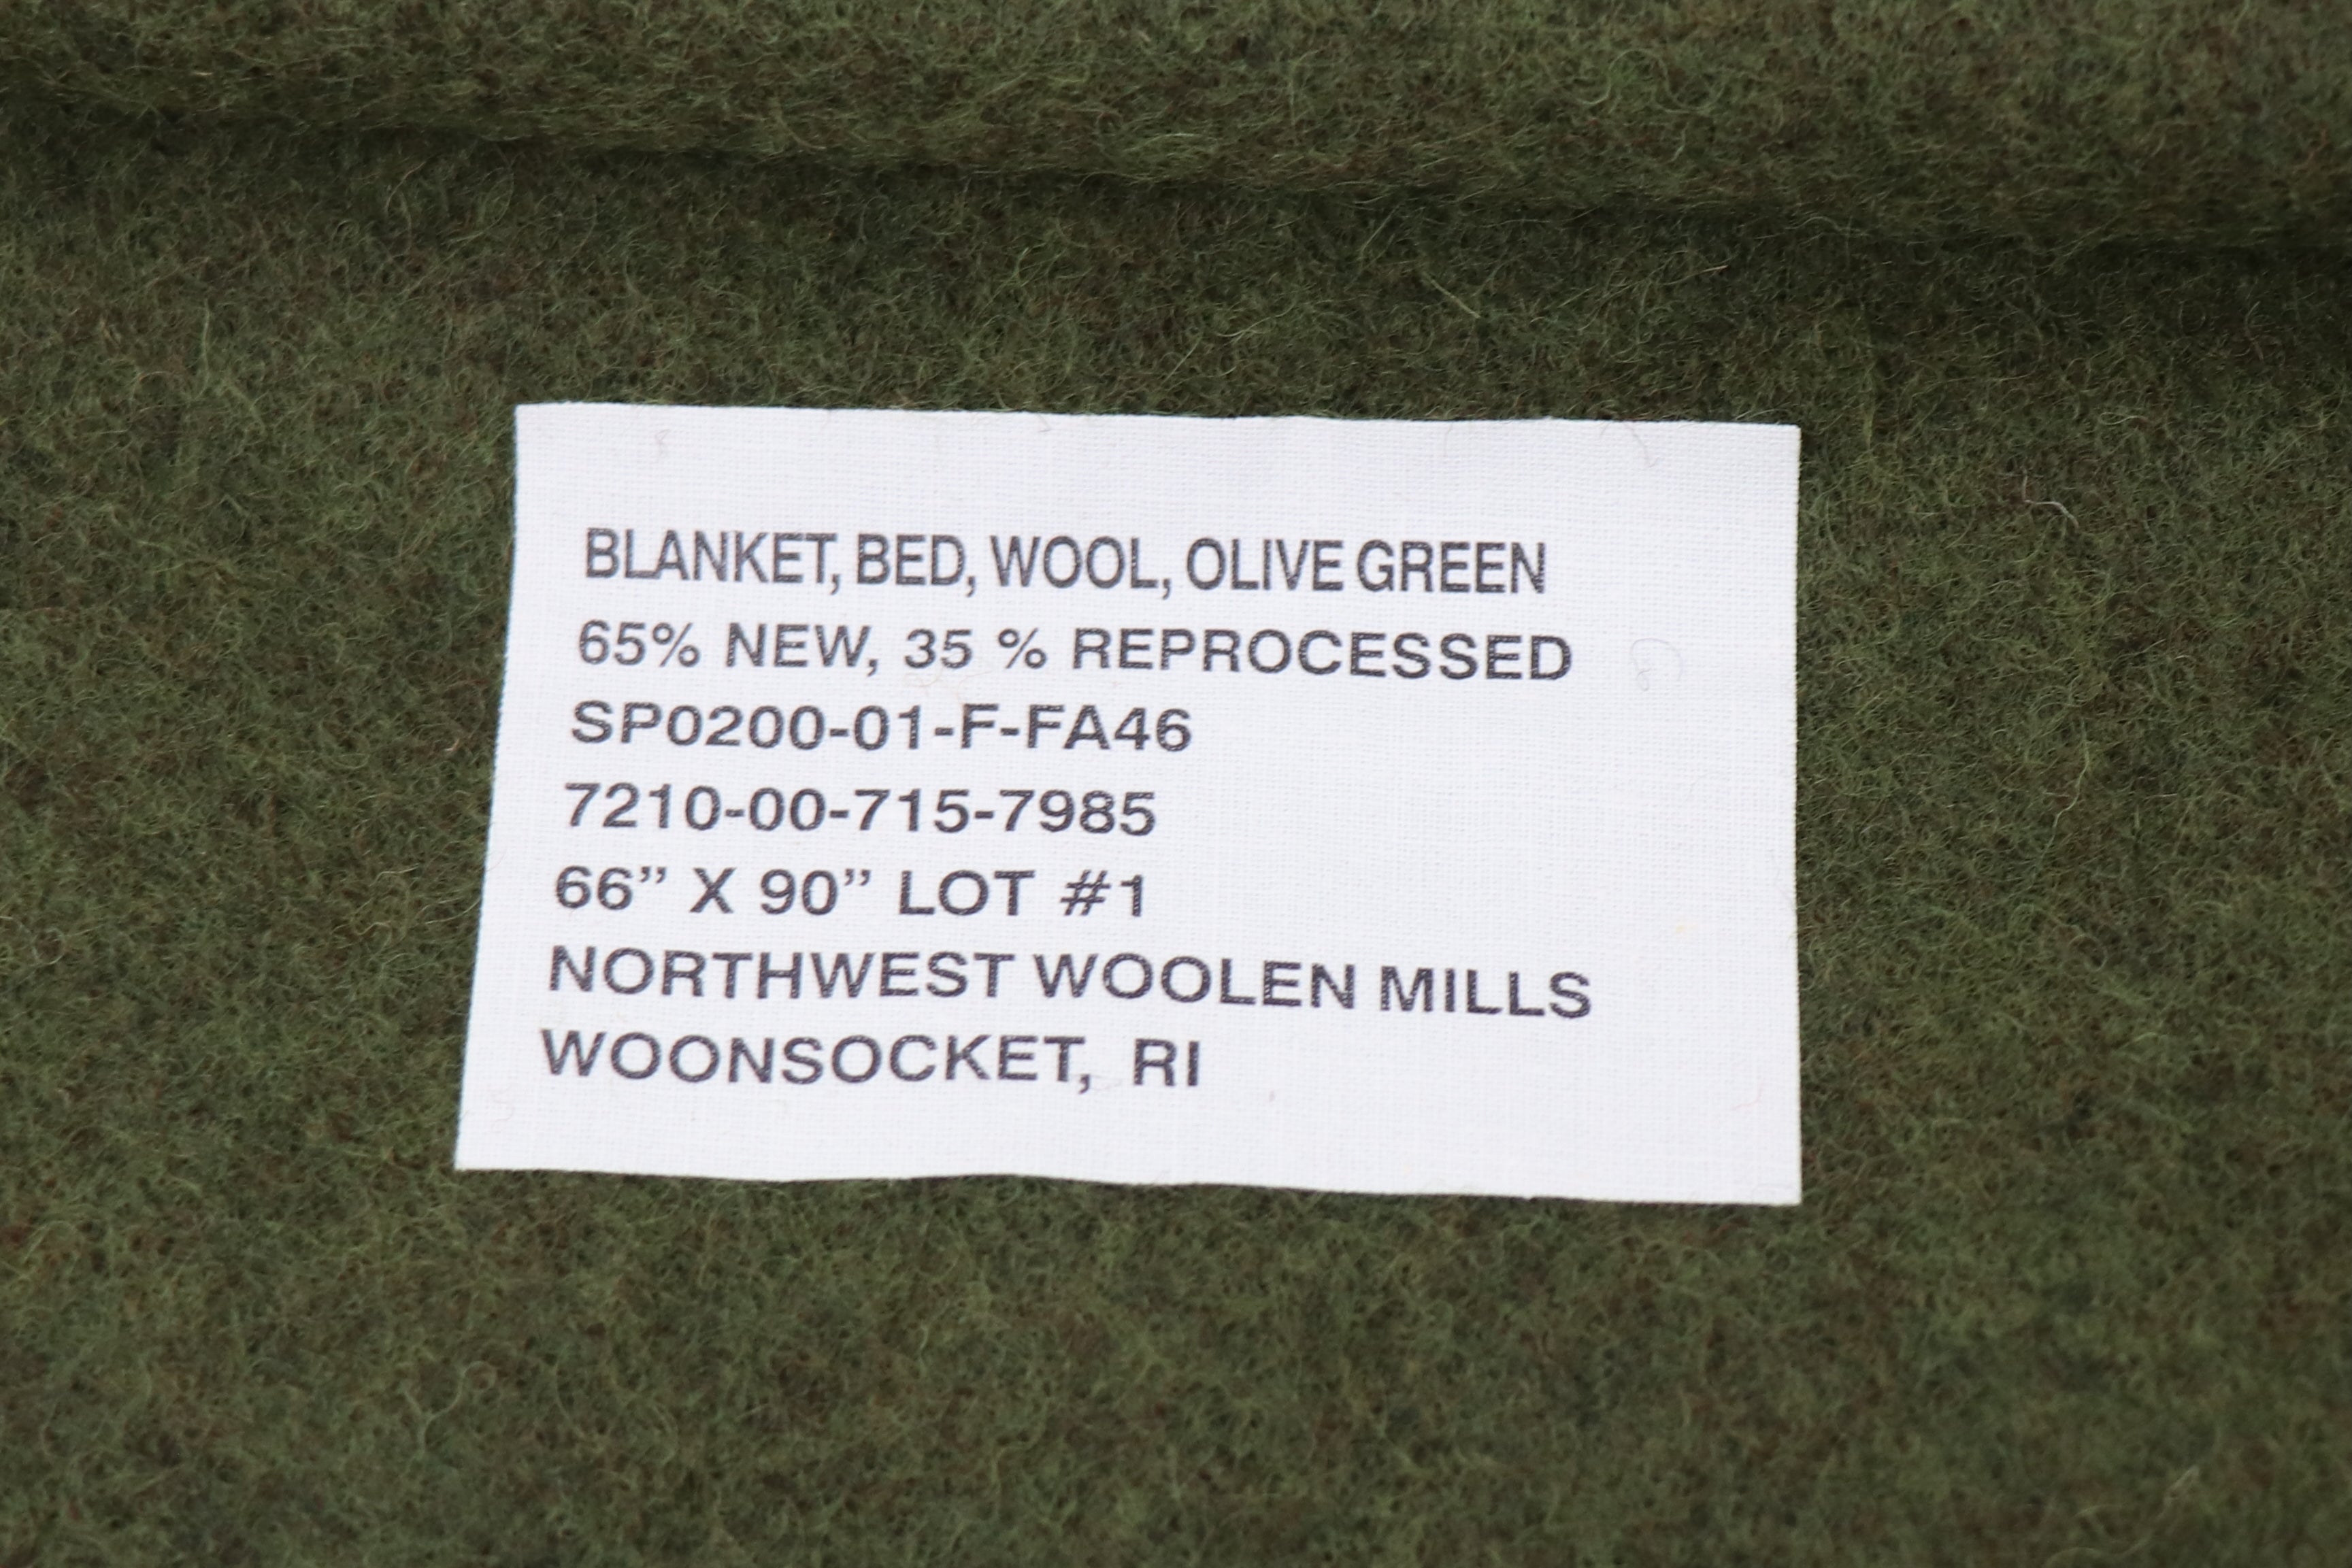 BLANKET, BED, WOOL, OLIVE GREEN
65% NEW, 35 % REPROCESSED
SP0200-01-F-FA46
7210-00-715-7985
66” X 90” LOT #1
NORTHWEST WOOLEN MILLS
WOONSOCKET, RI